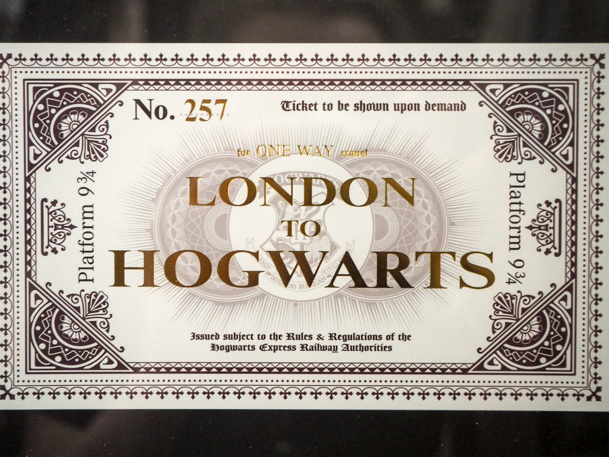 No. 257
Ticket to be shown upon demand
for ONE WAY travel
LONDON
TO
HOGWARTS
Platform 9¾
Platform 9¾
Issued subject to the Rules & Regulations of the
Hogwarts Express Railway Authorities